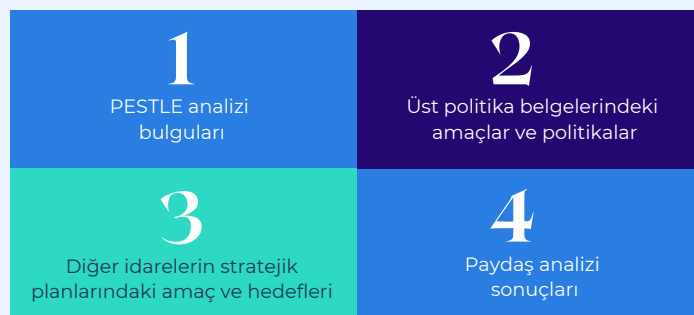 1
PESTLE analizi
bulguları
2
Üst politika belgelerindeki
amaçlar ve politikalar
3
Diğer idarelerin stratejik
planlarındaki amaç ve hedefleri
4
Paydaş analizi
sonuçları